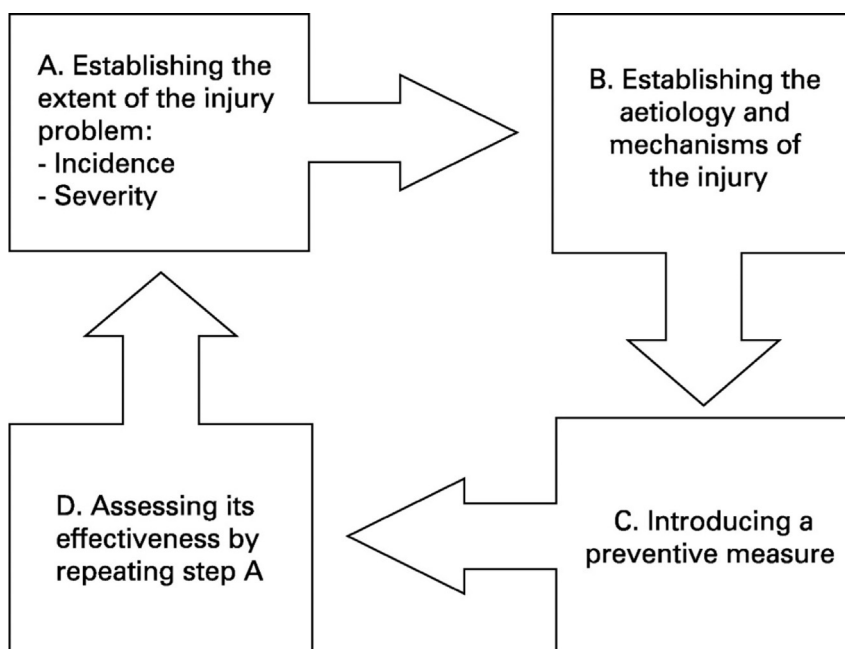 A. Establishing the
extent of the injury
problem:
- Incidence
- Severity
B. Establishing the
aetiology and
mechanisms of
the injury
C. Introducing a
preventive measure
D. Assessing its
effectiveness by
repeating step A